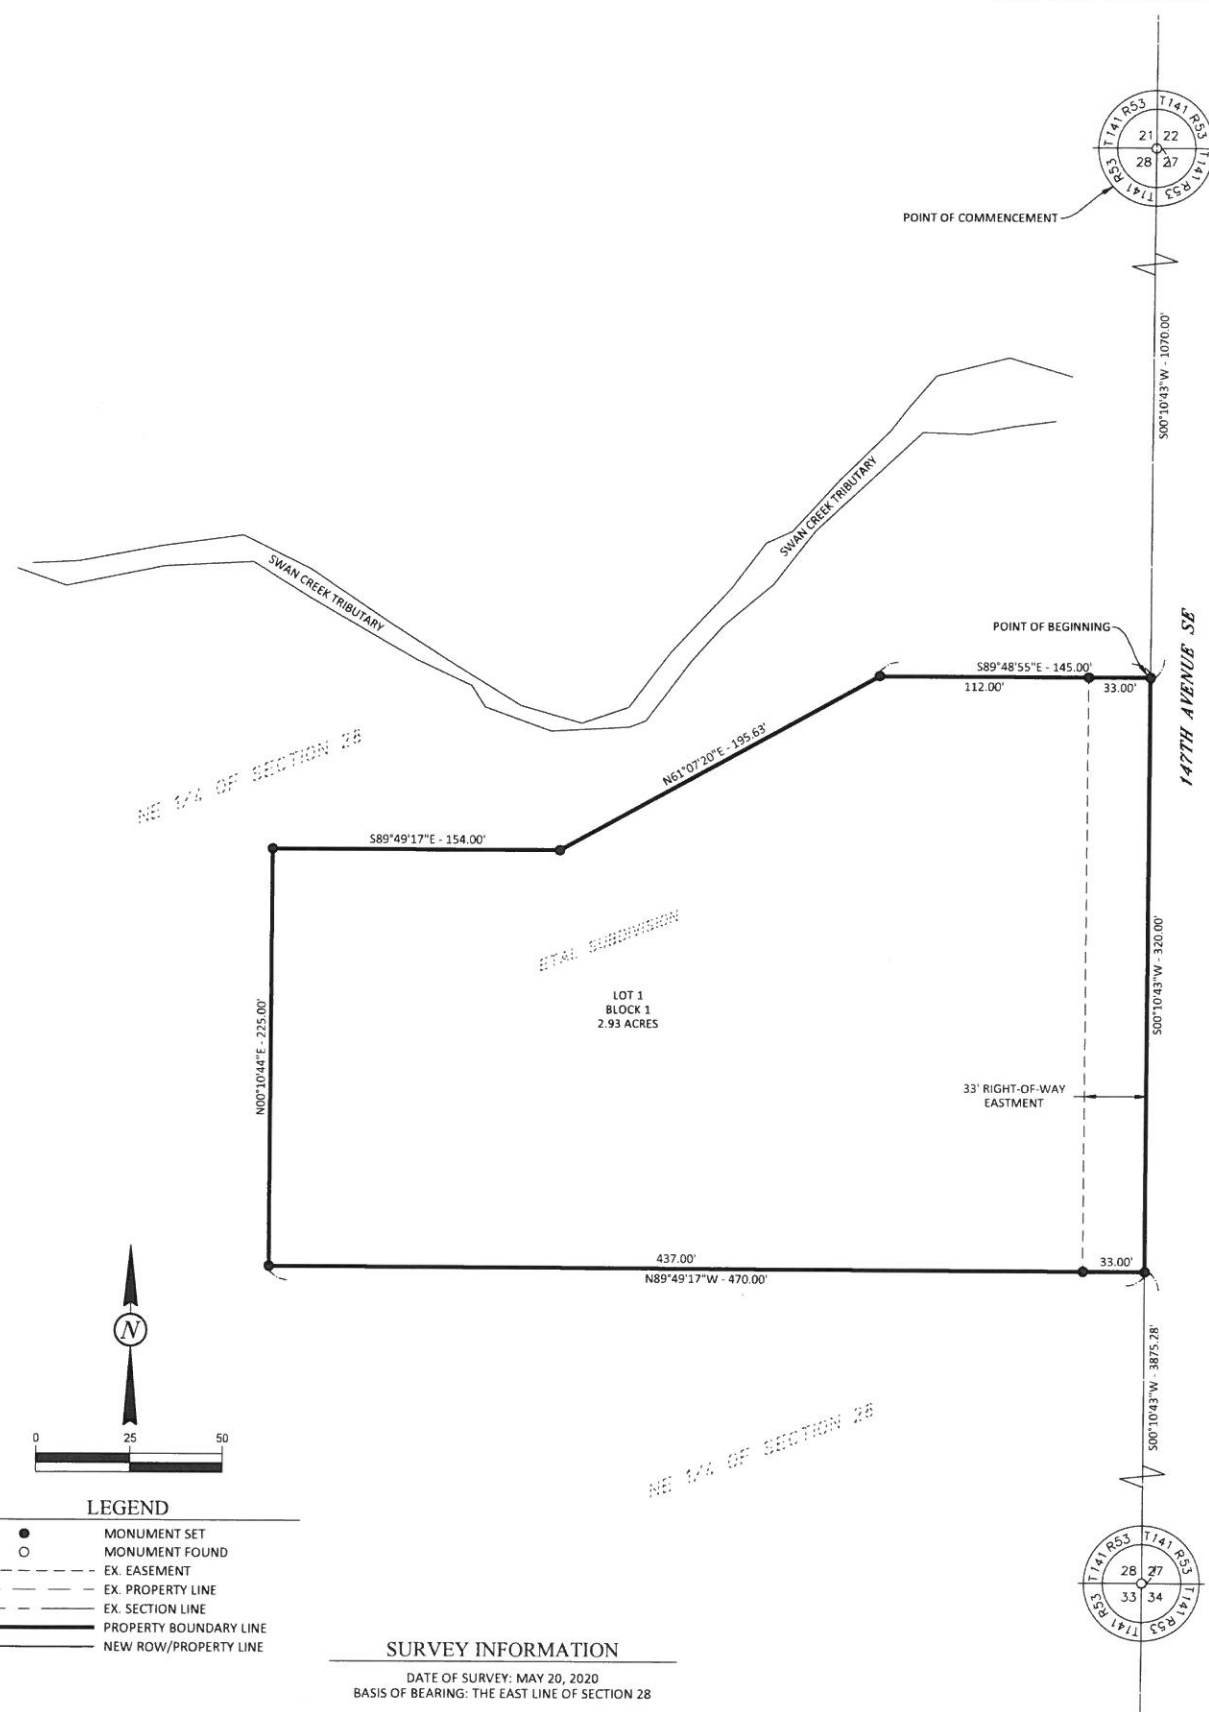 T141 R53
T141 R53
21 22
28 27
T141 R53
T141 R53
POINT OF COMMENCEMENT
S00°10'43"W - 1070.00'
SWAN CREEK TRIBUTARY
SWAN CREEK TRIBUTARY
POINT OF BEGINNING
147TH AVENUE SE
S89°48'55"E - 145.00'
112.00'
33.00'
N61°07'20"E - 195.63'
NE 1/4 OF SECTION 28
S89°49'17"E - 154.00'
ETAL SUBDIVISION
LOT 1
BLOCK 1
2.93 ACRES
N00°10'44"E - 225.00'
S00°10'43"W - 320.00'
33' RIGHT-OF-WAY
EASTMENT
437.00'
N89°49'17"W - 470.00'
33.00'
N
S00°10'43"W - 3875.28'
NE 1/4 OF SECTION 28
0 25 50
T141 R53
T141 R53
28 27
33 34
T141 R53
T141 R53
LEGEND
MONUMENT SET
MONUMENT FOUND
EX. EASEMENT
EX. PROPERTY LINE
EX. SECTION LINE
PROPERTY BOUNDARY LINE
NEW ROW/PROPERTY LINE
SURVEY INFORMATION
DATE OF SURVEY: MAY 20, 2020
BASIS OF BEARING: THE EAST LINE OF SECTION 28